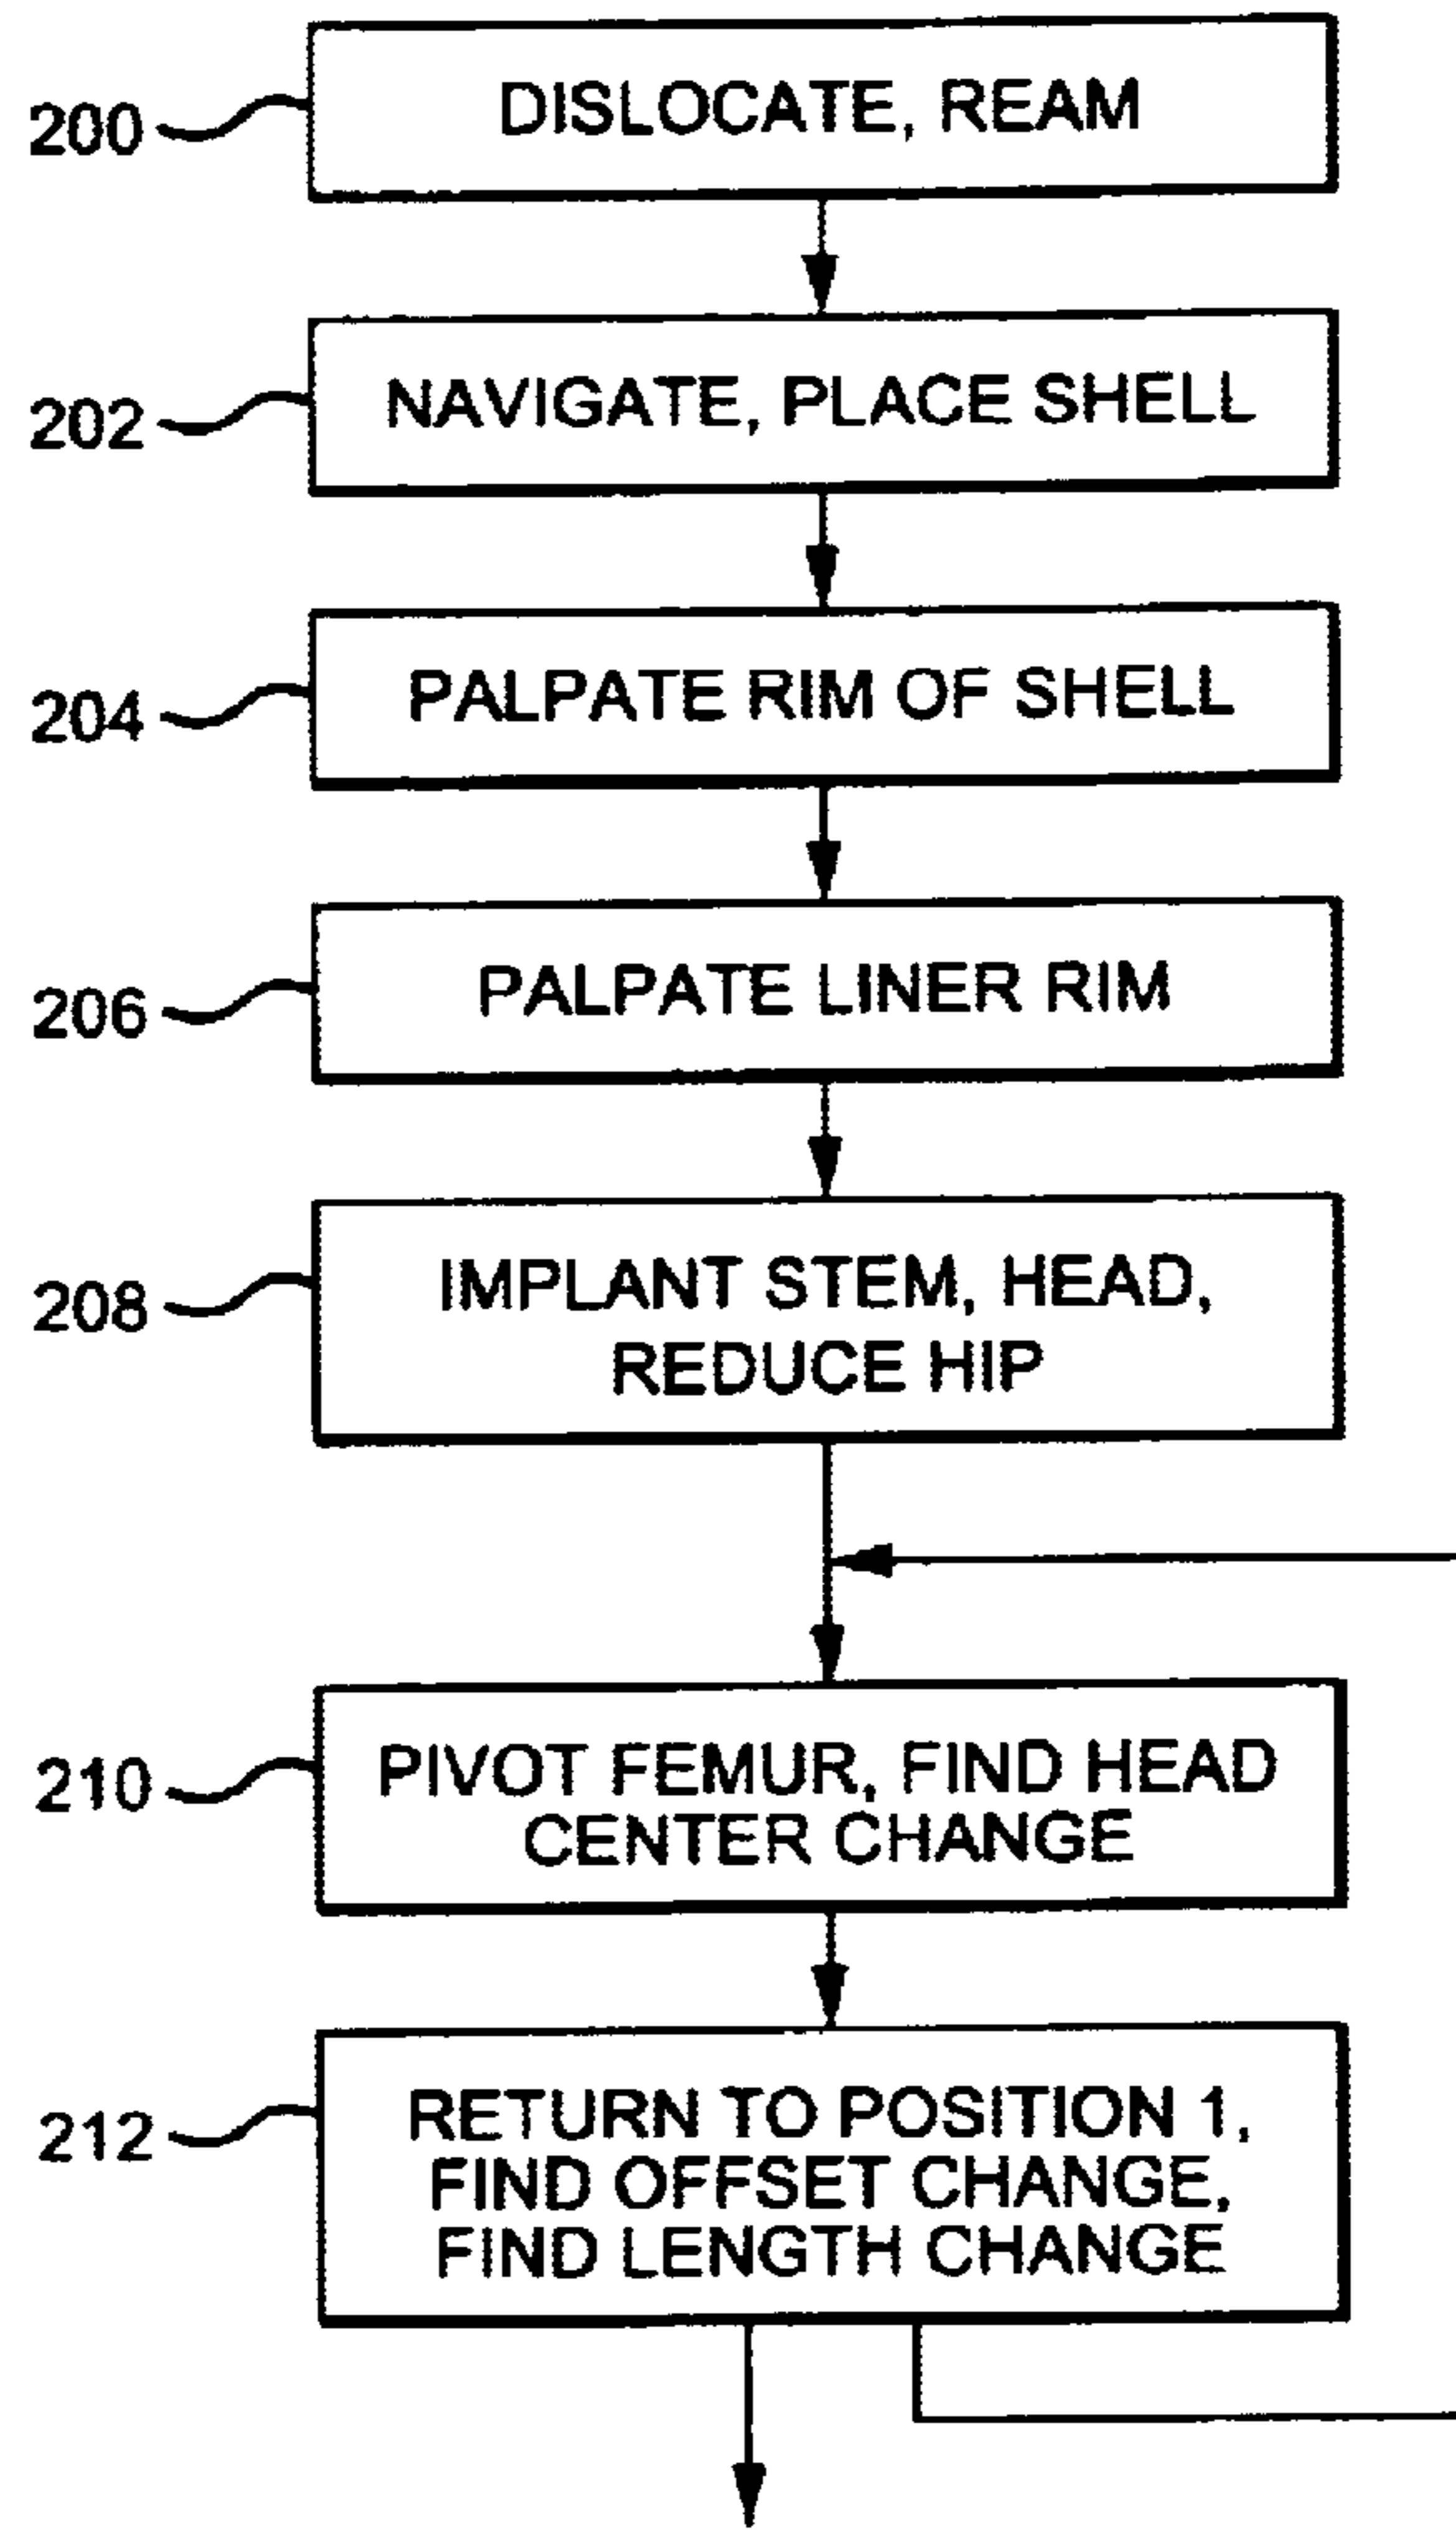 200
DISLOCATE, REAM
202
NAVIGATE, PLACE SHELL
204
PALPATE RIM OF SHELL
206
PALPATE LINER RIM
208
IMPLANT STEM, HEAD,
REDUCE HIP
210
PIVOT FEMUR, FIND HEAD
CENTER CHANGE
212
RETURN TO POSITION 1,
FIND OFFSET CHANGE,
FIND LENGTH CHANGE